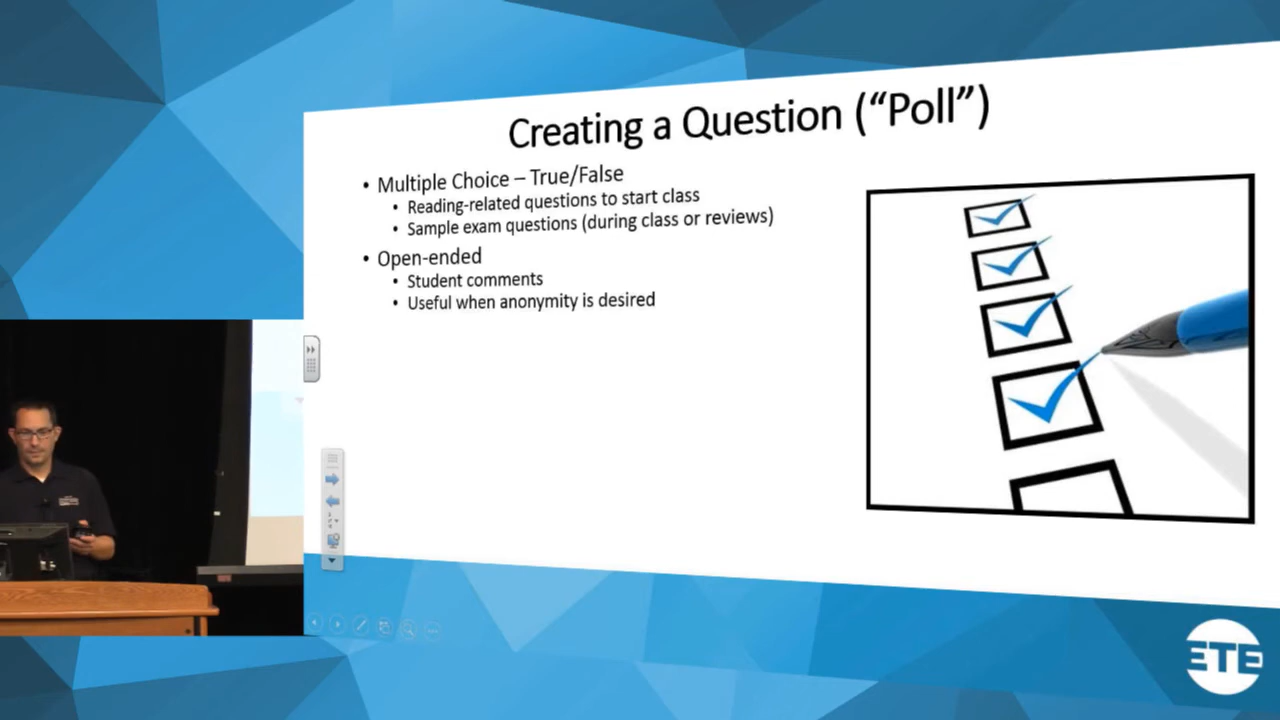 Creating a Question (“Poll”)
• Multiple Choice – True/False
• Reading-related questions to start class
• Sample exam questions (during class or reviews)
• Open-ended
• Student comments
• Useful when anonymity is desired
ETE